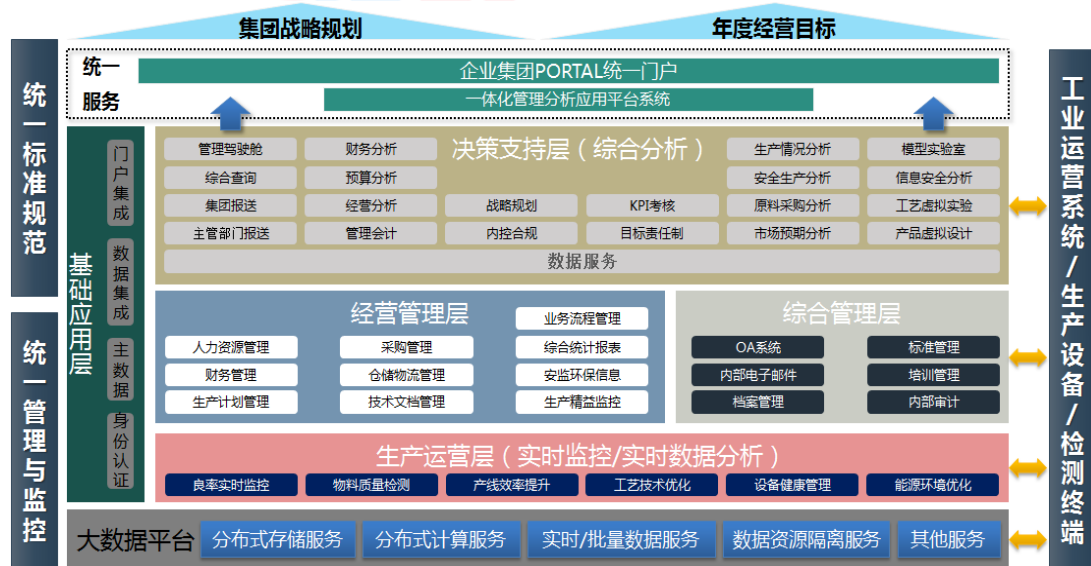 集团战略规划
年度经营目标
统一标准规范
统一管理与监控
统一
服务
企业集团PORTAL统一门户
一体化管理分析应用平台系统
基础应用层
门户集成
数据集成
主数据
身份认证
决策支持层（综合分析）
管理驾驶舱
财务分析
生产情况分析
模型实验室
综合查询
预算分析
安全生产分析
信息安全分析
集团报送
经营分析
战略规划
KPI考核
原料采购分析
工艺虚拟实验
主管部门报送
管理会计
内控合规
目标责任制
市场预期分析
产品虚拟设计
数据服务
经营管理层
业务流程管理
人力资源管理
采购管理
综合统计报表
财务管理
仓储物流管理
安监环保信息
生产计划管理
技术文档管理
生产精益监控
综合管理层
OA系统
标准管理
内部电子邮件
培训管理
档案管理
内部审计
生产运营层（实时监控/实时数据分析）
良率实时监控
物料质量检测
产线效率提升
工艺技术优化
设备健康管理
能源环境优化
大数据平台
分布式存储服务
分布式计算服务
实时/批量数据服务
数据资源隔离服务
其他服务
工业运营系统/生产设备/检测终端